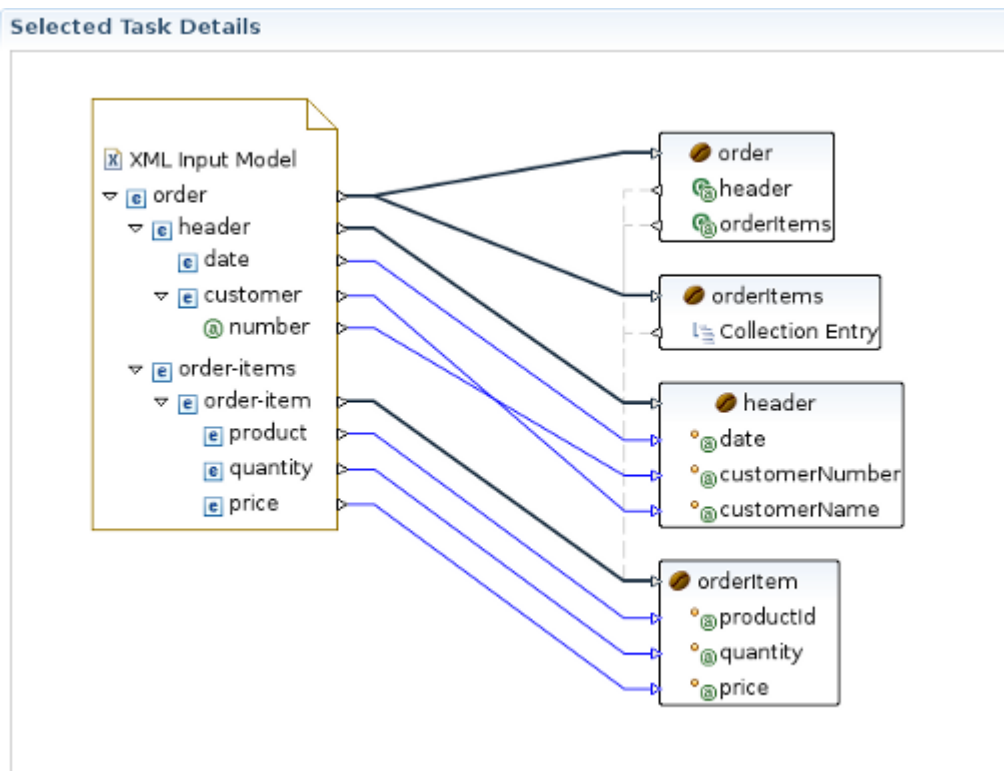 Selected Task Details
XML Input Model
order
header
date
customer
number
order-items
order-item
product
quantity
price
order
header
orderItems
orderItems
Collection Entry
header
date
customerNumber
customerName
orderItem
productId
quantity
price